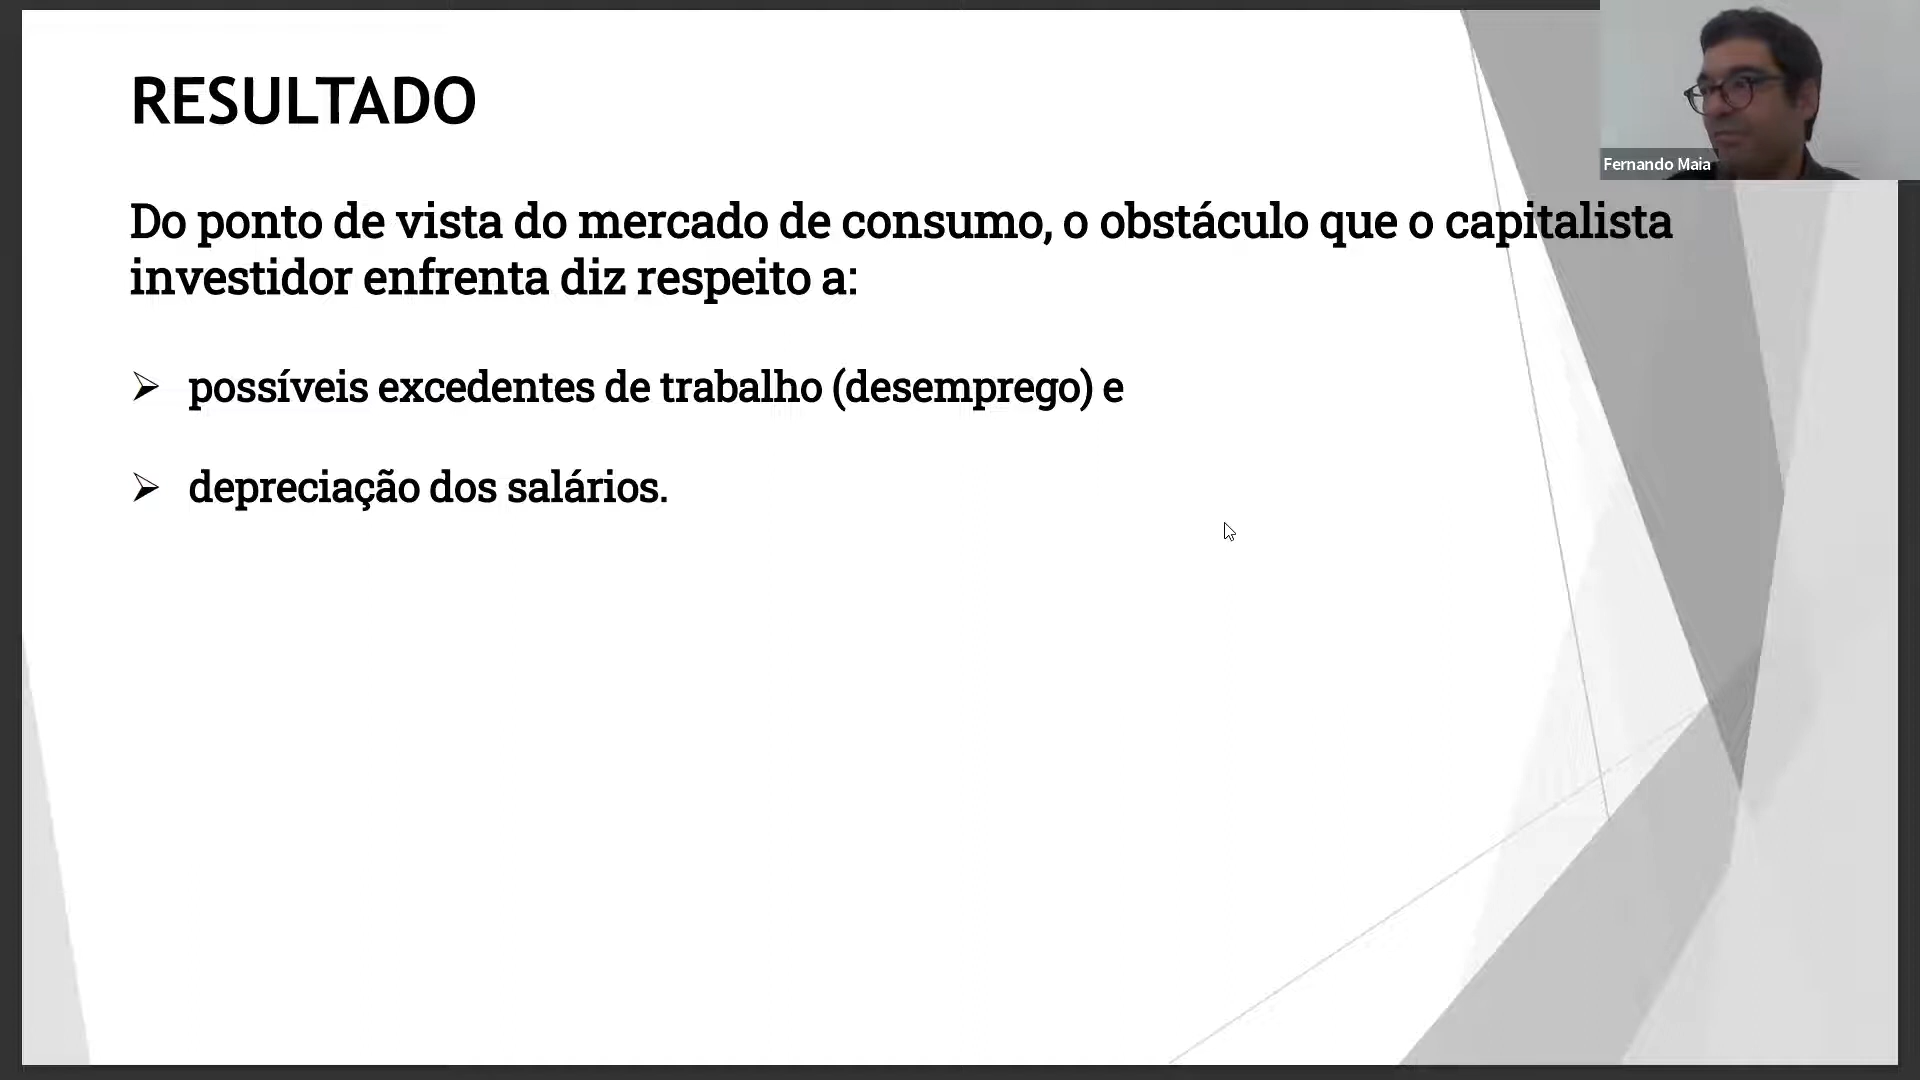 RESULTADO
Fernando Maia
Do ponto de vista do mercado de consumo, o obstáculo que o capitalista
investidor enfrenta diz respeito a:
possíveis excedentes de trabalho (desemprego) e
depreciação dos salários.